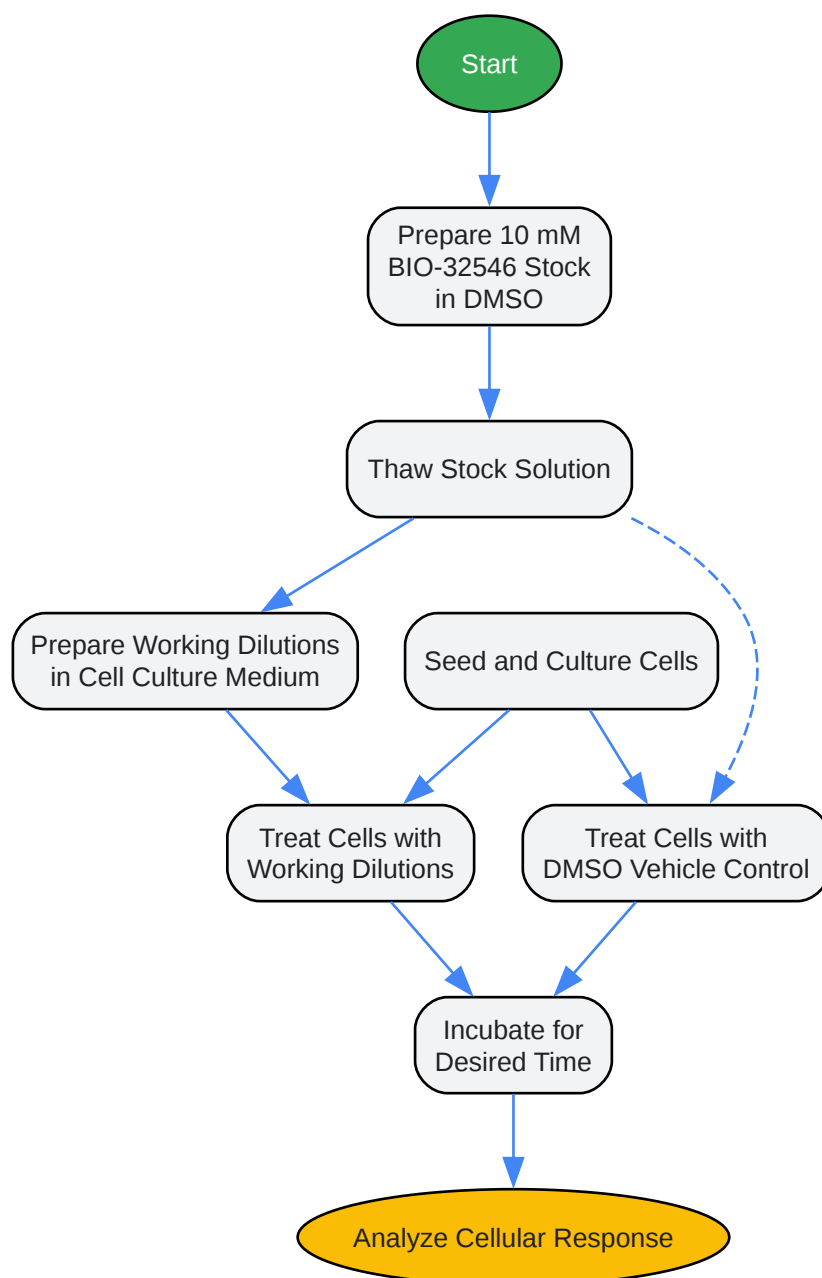 Start
Prepare 10 mM
BIO-32546 Stock
in DMSO
Thaw Stock Solution
Prepare Working Dilutions
in Cell Culture Medium
Seed and Culture Cells
Treat Cells with
Working Dilutions
Treat Cells with
DMSO Vehicle Control
Incubate for
Desired Time
Analyze Cellular Response